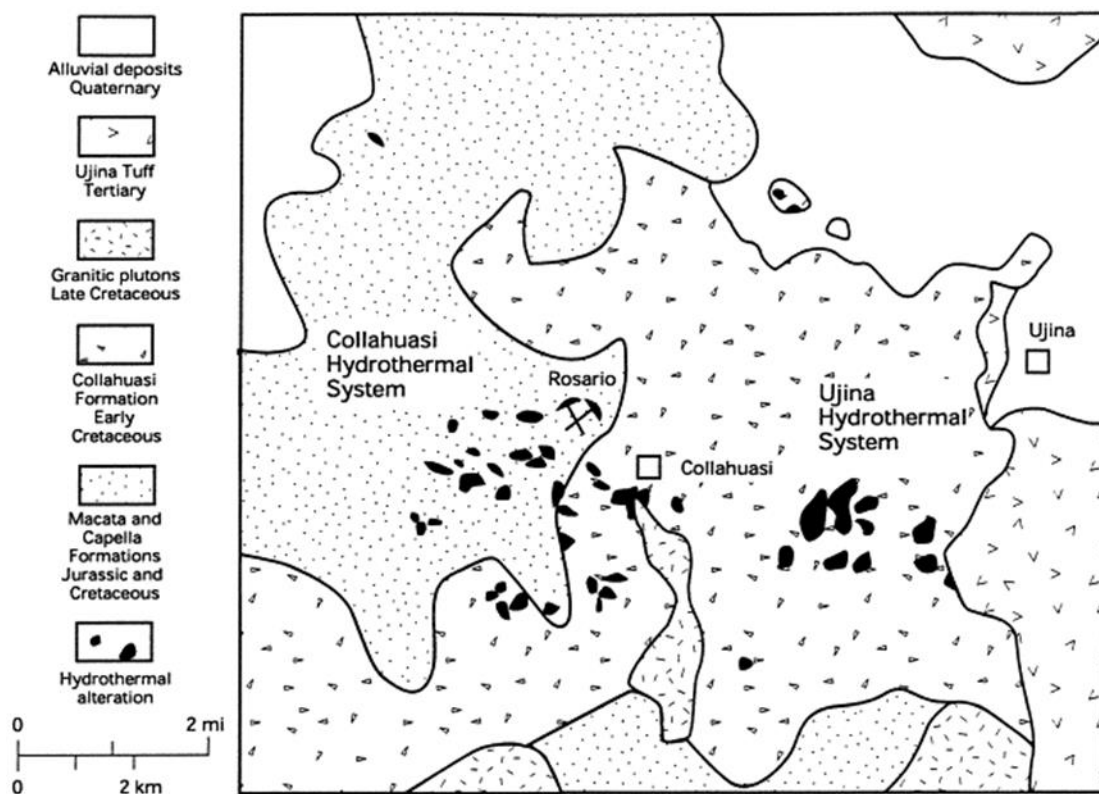 Alluvial deposits
Quaternary
Ujina Tuff
Tertiary
Granitic plutons
Late Cretaceous
Collahuasi
Formation
Early
Cretaceous
Macata and
Capella
Formations
Jurassic and
Cretaceous
Hydrothermal
alteration
0 2 mi
0 2 km
Collahuasi
Hydrothermal
System
Rosario
Collahuasi
Ujina
Hydrothermal
System
Ujina